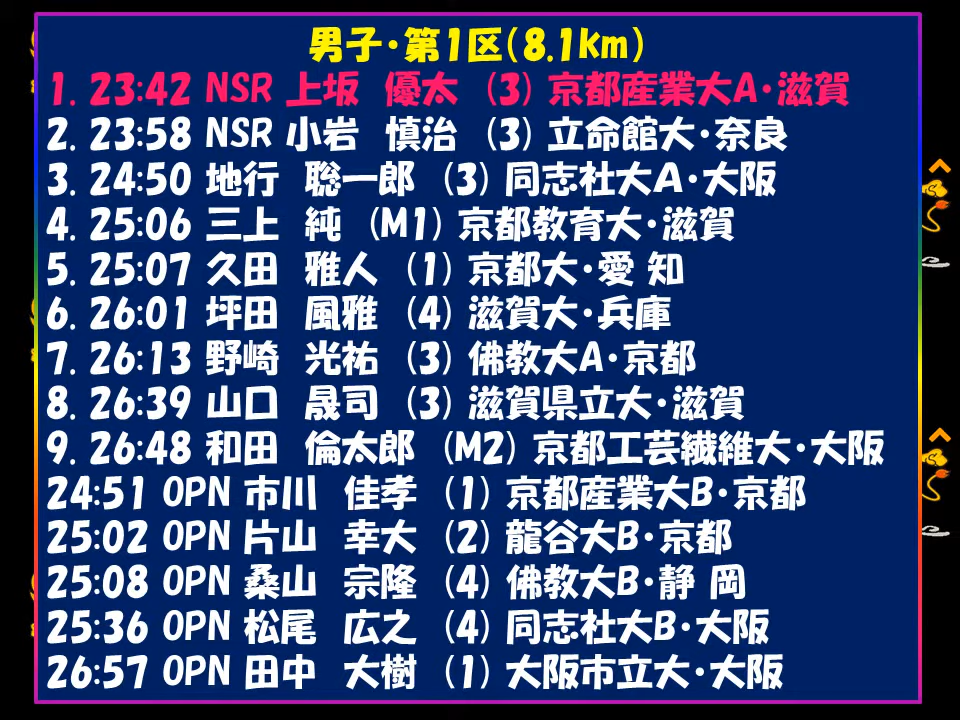 男子・第1区(8.1km)
1. 23:42 NSR 上坂 優太 (3) 京都産業大A・滋賀
2. 23:58 NSR 小岩 慎治 (3) 立命館大・奈良
3. 24:50 地行 聡一郎 (3) 同志社大A・大阪
4. 25:06 三上 純 (M1) 京都教育大・滋賀
5. 25:07 久田 雅人 (1) 京都大・愛 知
6. 26:01 坪田 風雅 (4) 滋賀大・兵庫
7. 26:13 野崎 光祐 (3) 佛教大A・京都
8. 26:39 山口 晟司 (3) 滋賀県立大・滋賀
9. 26:48 和田 倫太郎 (M2) 京都工芸繊維大・大阪
24:51 OPN 市川 佳孝 (1) 京都産業大B・京都
25:02 OPN 片山 幸大 (2) 龍谷大B・京都
25:08 OPN 桑山 宗隆 (4) 佛教大B・静 岡
25:36 OPN 松尾 広之 (4) 同志社大B・大阪
26:57 OPN 田中 大樹 (1) 大阪市立大・大阪